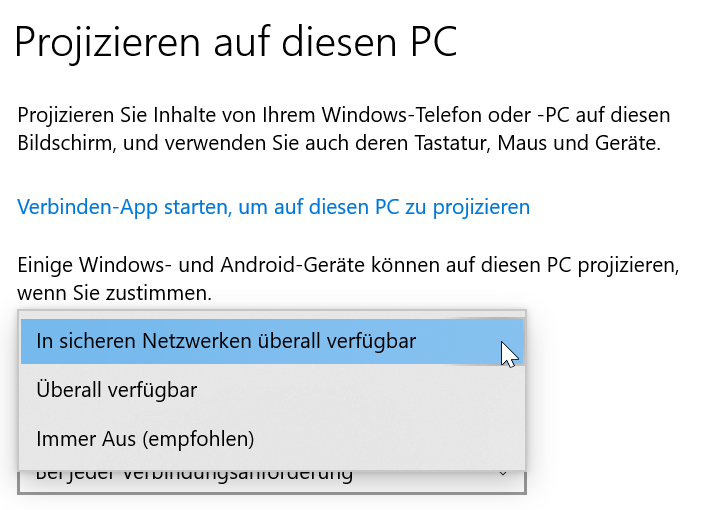 Projizieren auf diesen PC
Projizieren Sie Inhalte von Ihrem Windows-Telefon oder -PC auf diesen
Bildschirm, und verwenden Sie auch deren Tastatur, Maus und Geräte.
Verbinden-App starten, um auf diesen PC zu projizieren
Einige Windows- und Android-Geräte können auf diesen PC projizieren,
wenn Sie zustimmen.
In sicheren Netzwerken überall verfügbar
Überall verfügbar
Immer Aus (empfohlen)
Bei jeder Verbindungsanforderung